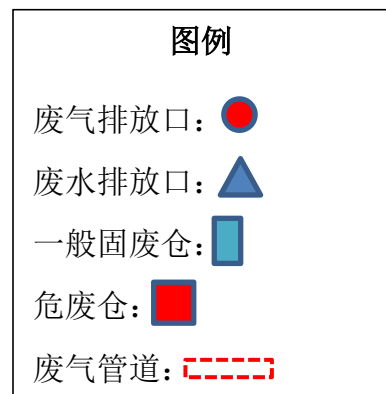 图例
废气排放口：
废水排放口：
一般固废仓：
危废仓：
废气管道：